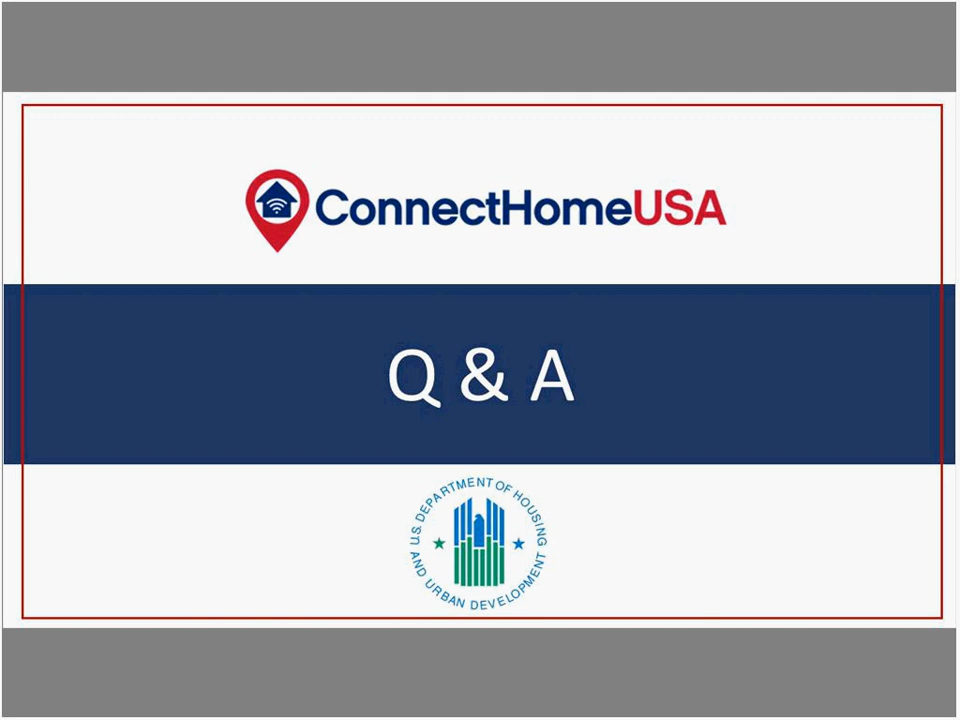 ConnectHomeUSA
Q & A
U.S. DEPARTMENT OF HOUSING
AND URBAN DEVELOPMENT